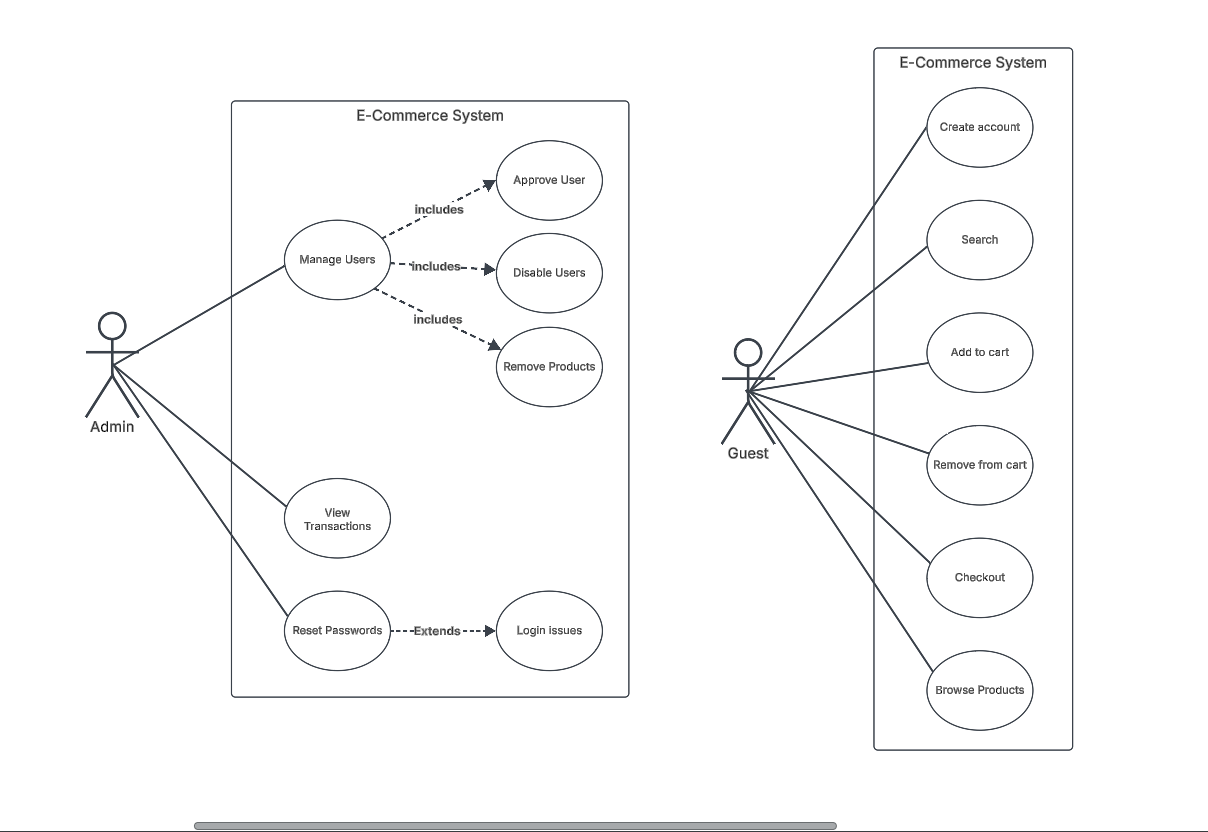 E-Commerce System
Approve User
includes
Manage Users
includes
Disable Users
includes
Remove Products
Admin
View
Transactions
Reset Passwords
Extends
Login issues
E-Commerce System
Create account
Search
Add to cart
Guest
Remove from cart
Checkout
Browse Products